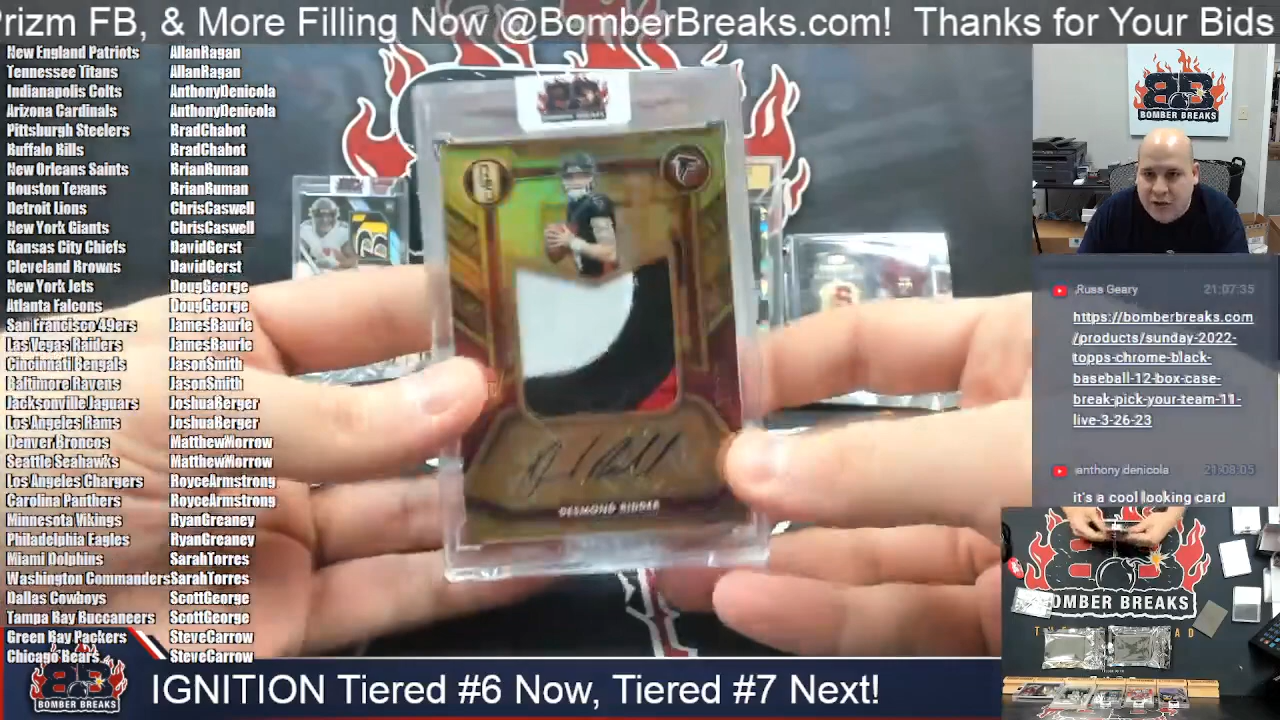 Prizm FB, & More Filling Now @BomberBreaks.com! Thanks for Your Bids
New England Patriots AllanRagan
Tennessee Titans AllanRagan
Indianapolis Colts AnthonyDenicola
Arizona Cardinals AnthonyDenicola
Pittsburgh Steelers BradChabot
Buffalo Bills BradChabot
New Orleans Saints BrianBuman
Houston Texans BrianBuman
Detroit Lions ChrisCaswell
New York Giants ChrisCaswell
Kansas City Chiefs DavidGerst
Cleveland Browns DavidGerst
New York Jets DougGeorge
Atlanta Falcons DougGeorge
San Francisco 49ers JamesBaurle
Las Vegas Raiders JamesBaurle
Cincinnati Bengals JasonSmith
Baltimore Ravens JasonSmith
Jacksonville Jaguars JoshuaBerger
Los Angeles Rams JoshuaBerger
Denver Broncos MatthewMorrow
Seattle Seahawks MatthewMorrow
Los Angeles Chargers RoyceArmstrong
Carolina Panthers RoyceArmstrong
Minnesota Vikings RyanGreaney
Philadelphia Eagles RyanGreaney
Miami Dolphins SarahTorres
Washington Commanders SarahTorres
Dallas Cowboys ScottGeorge
Tampa Bay Buccaneers ScottGeorge
Green Bay Packers SteveCarrow
Chicago Bears SteveCarrow
DESMOND RIDDER
BOMBER BREAKS
Russ Geary 21:07:35
https://bomberbreaks.com
/products/sunday-2022-
topps-chrome-black-
baseball-12-box-case-
break-pick-your-team-11-
live-3-26-23
anthony denicola 21:08:05
it's a cool looking card
BOMBER BREAKS
BOMBER BREAKS
IGNITION Tiered #6 Now, Tiered #7 Next!